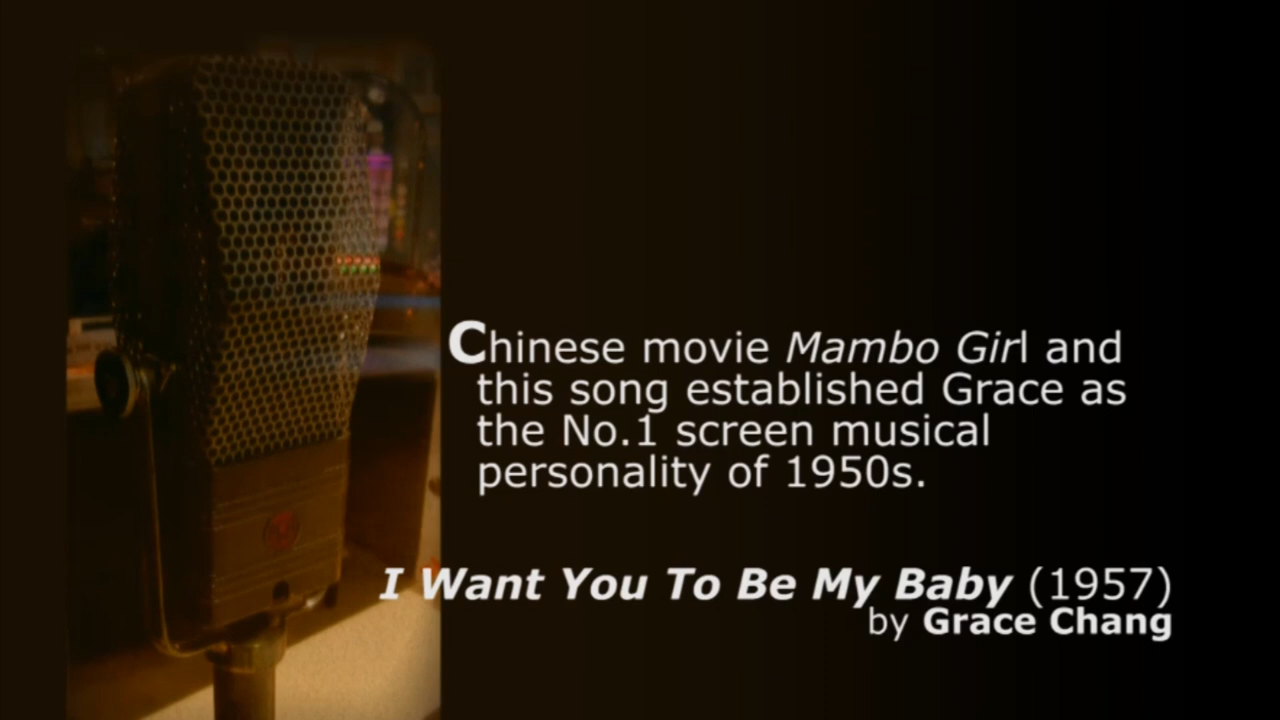 Chinese movie Mambo Girl and
this song established Grace as
the No.1 screen musical
personality of 1950s.
I Want You To Be My Baby (1957)
by Grace Chang